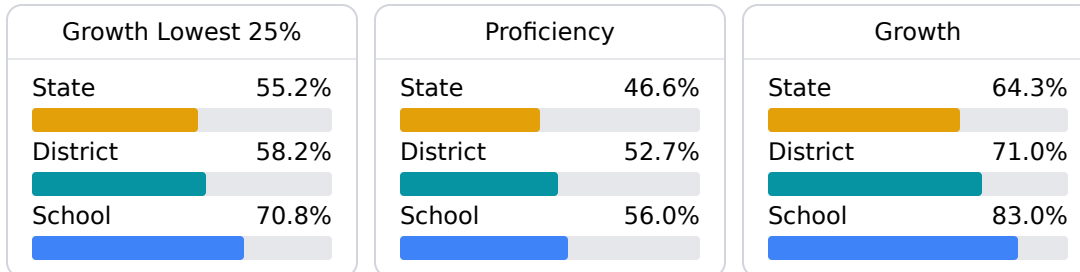 Growth Lowest 25%
State 55.2%
District 58.2%
School 70.8%
Proficiency
State 46.6%
District 52.7%
School 56.0%
Growth
State 64.3%
District 71.0%
School 83.0%